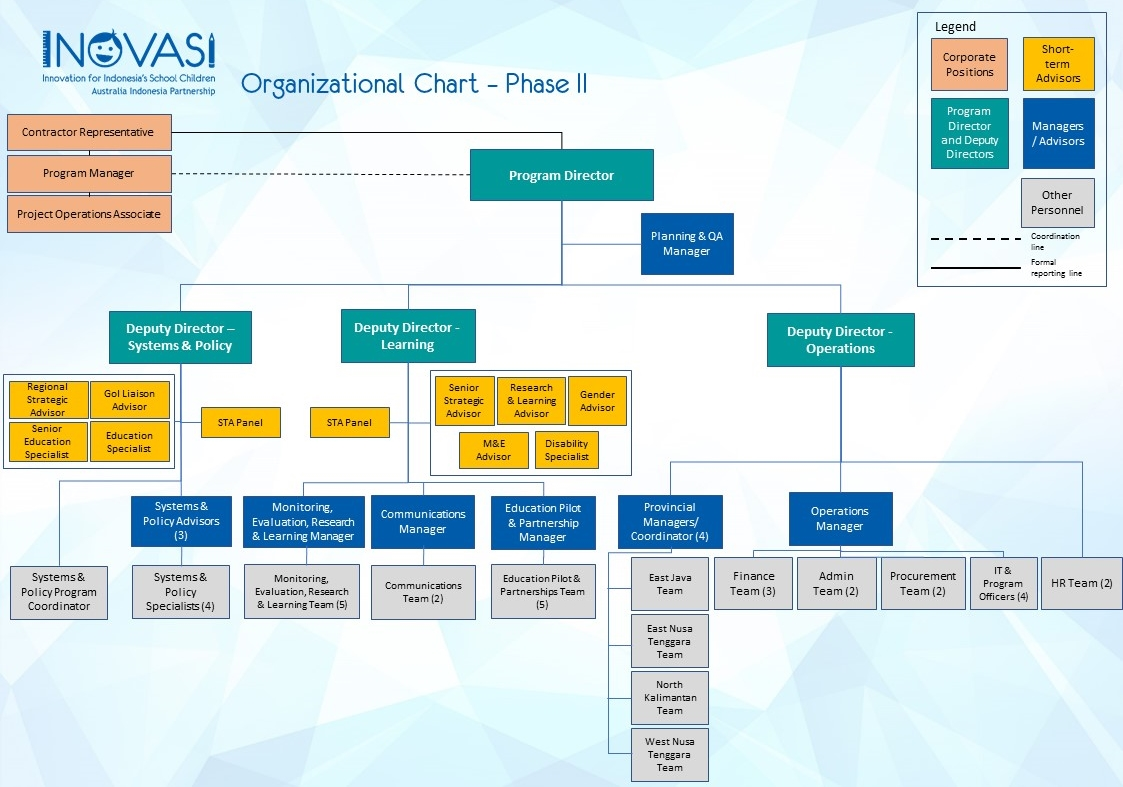 INOVASI
Innovation for Indonesia's School Children
Australia Indonesia Partnership
Organizational Chart - Phase II
Legend
Corporate
Positions
Short-
term
Advisors
Program
Director
and Deputy
Directors
Managers
/ Advisors
Other
Personnel
Coordination
line
Formal
reporting line
Contractor Representative
Program Manager
Project Operations Associate
Program Director
Planning & QA
Manager
Deputy Director –
Systems & Policy
Deputy Director -
Learning
Deputy Director -
Operations
Regional
Strategic
Advisor
GoI Liaison
Advisor
Senior
Education
Specialist
Education
Specialist
STA Panel
STA Panel
Senior
Strategic
Advisor
Research
& Learning
Advisor
Gender
Advisor
M&E
Advisor
Disability
Specialist
Systems &
Policy Advisors
(3)
Monitoring,
Evaluation, Research
& Learning Manager
Communications
Manager
Education Pilot
& Partnership
Manager
Provincial
Managers/
Coordinator (4)
Operations
Manager
Systems &
Policy Program
Coordinator
Systems &
Policy
Specialists (4)
Monitoring,
Evaluation, Research
& Learning Team (5)
Communications
Team (2)
Education Pilot &
Partnerships Team
(5)
East Java
Team
Finance
Team (3)
Admin
Team (2)
Procurement
Team (2)
IT &
Program
Officers (4)
HR Team (2)
East Nusa
Tenggara
Team
North
Kalimantan
Team
West Nusa
Tenggara
Team